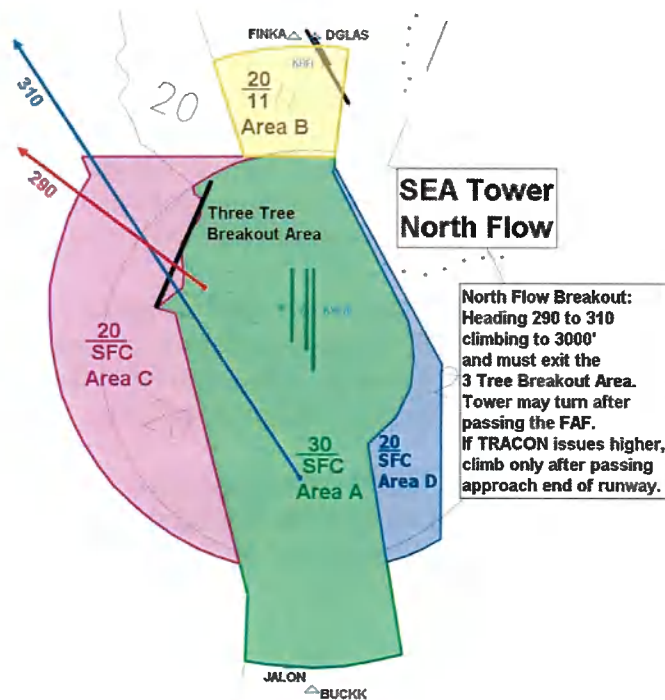 FINKA
DGLAS
310
20
20
11
Area B
290
SEA Tower
North Flow
Three Tree
Breakout Area
North Flow Breakout:
Heading 290 to 310
climbing to 3000'
and must exit the
3 Tree Breakout Area.
Tower may turn after
passing the FAF.
If TRACON issues higher,
climb only after passing
approach end of runway.
20
SFC
Area C
30
SFC
Area A
20
SFC
Area D
JALON
BUCKK